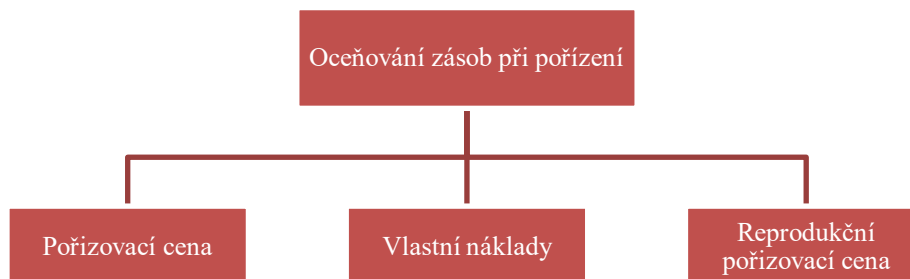 Oceňování zásob při pořízení
Pořizovací cena
Vlastní náklady
Reprodukční
pořizovací cena